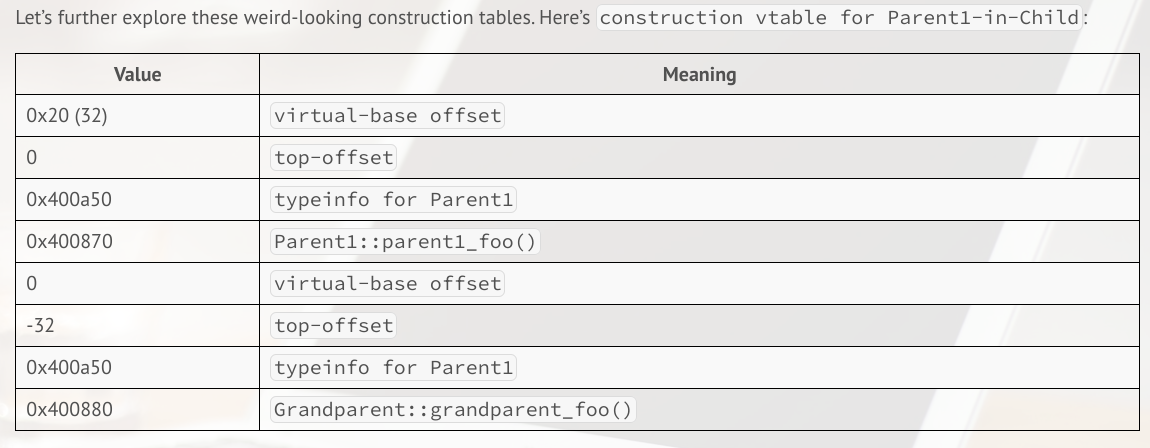 Let’s further explore these weird-looking construction tables. Here’s construction vtable for Parent1-in-Child:
Value Meaning
0x20 (32) virtual-base offset
0 top-offset
0x400a50 typeinfo for Parent1
0x400870 Parent1::parent1_foo()
0 virtual-base offset
-32 top-offset
0x400a50 typeinfo for Parent1
0x400880 Grandparent::grandparent_foo()